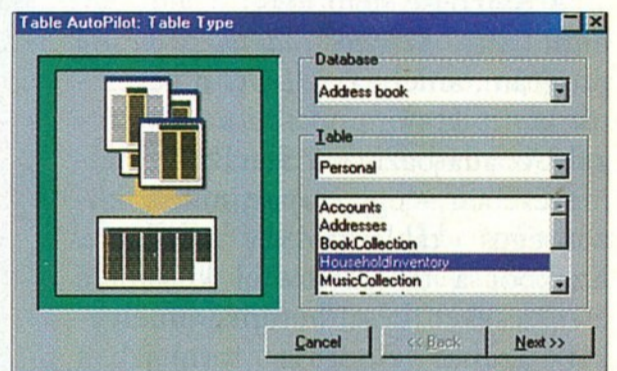 Table AutoPilot: Table Type
Database
Address book
Table
Personal
Accounts
Addresses
BookCollection
HouseholdInventory
MusicCollection
Cancel
<< Back
Next >>